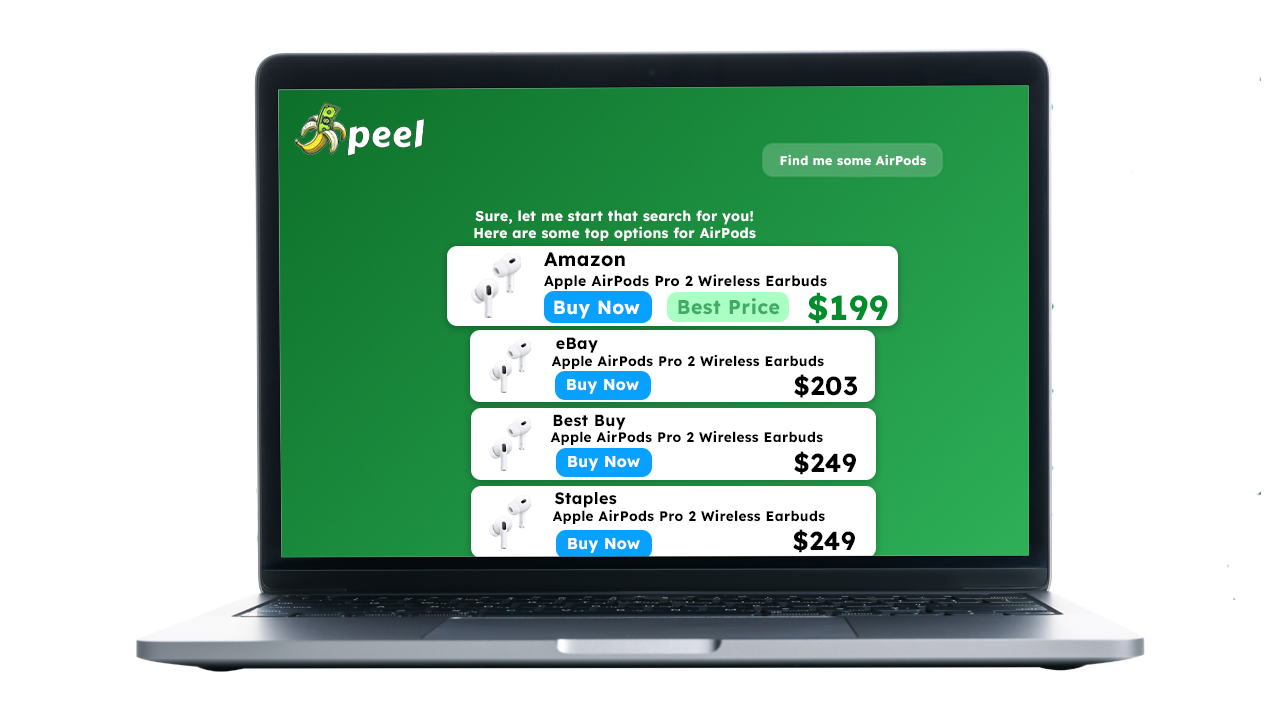 peel
Find me some AirPods
Sure, let me start that search for you!
Here are some top options for AirPods
Amazon
Apple AirPods Pro 2 Wireless Earbuds
Buy Now
Best Price
$199
eBay
Apple AirPods Pro 2 Wireless Earbuds
Buy Now
$203
Best Buy
Apple AirPods Pro 2 Wireless Earbuds
Buy Now
$249
Staples
Apple AirPods Pro 2 Wireless Earbuds
Buy Now
$249